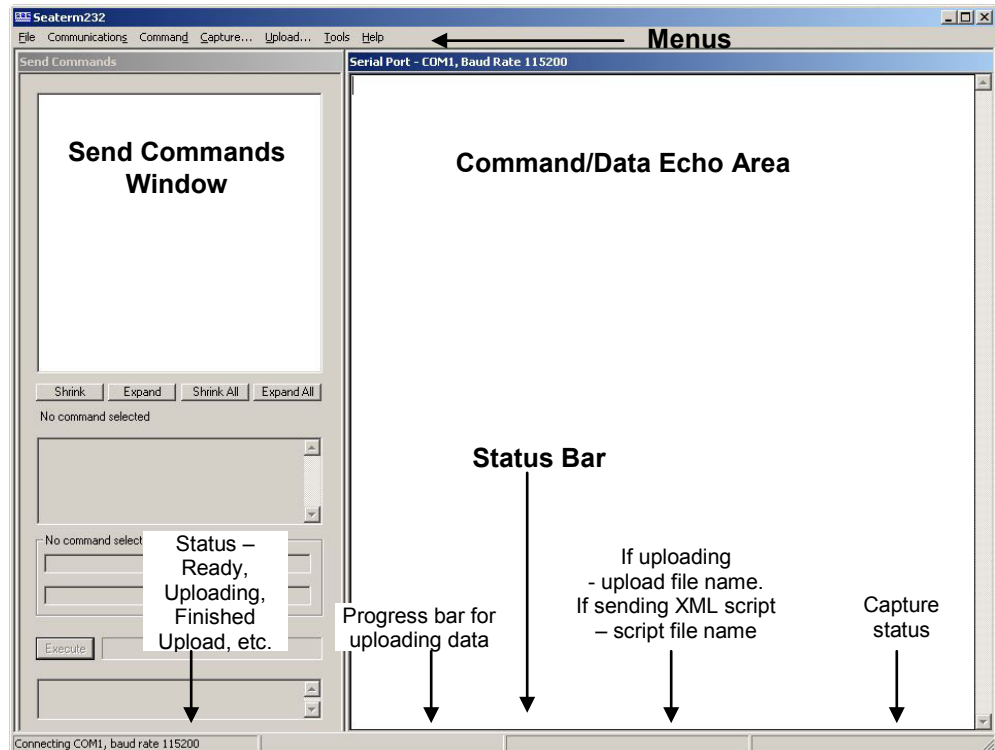 Seaterm232
File Communications Command Capture... Upload... Tools Help
Menus
Send Commands
Serial Port - COM1, Baud Rate 115200
Send Commands
Window
Command/Data Echo Area
Shrink Expand Shrink All Expand All
No command selected
Status Bar
No command select
Status –
Ready,
Uploading,
Finished
Upload, etc.
Execute
Progress bar for
uploading data
If uploading
- upload file name.
If sending XML script
– script file name
Capture
status
Connecting COM1, baud rate 115200